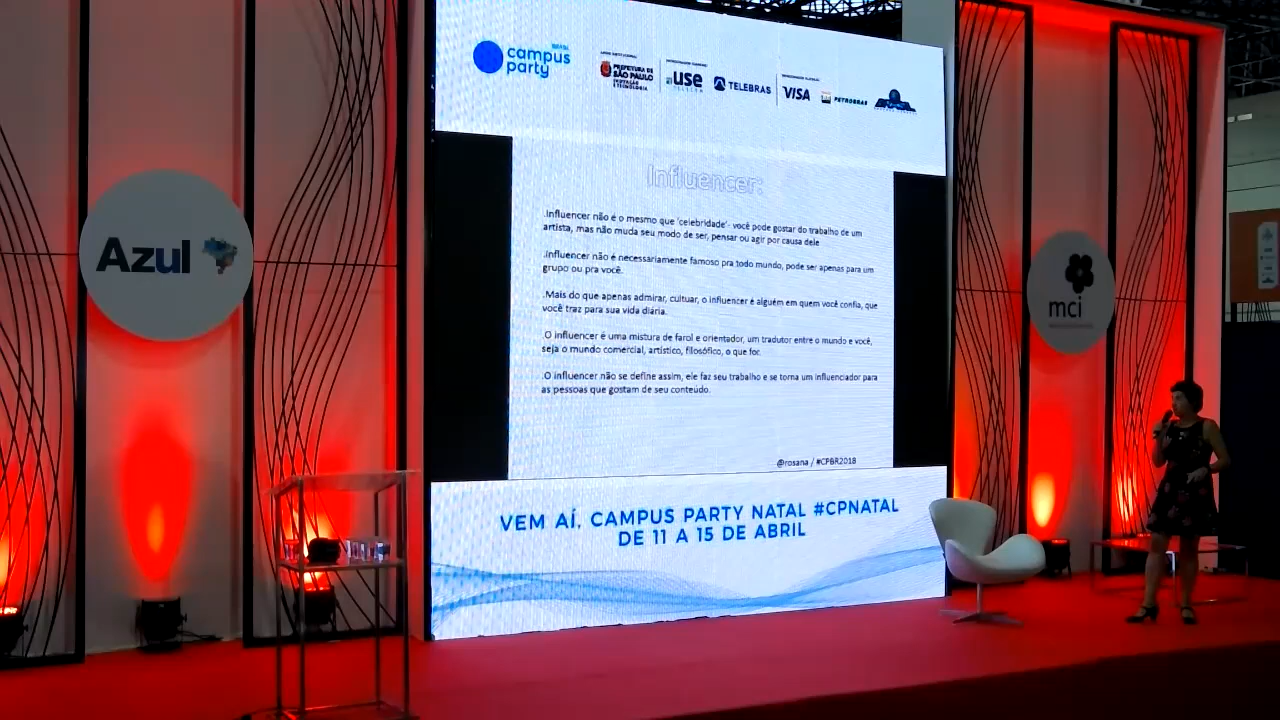 BRASIL
campus
party
PREFEITURA DE
SÃO PAULO
INOVAÇÃO
E TECNOLOGIA
USE
TELECOM
TELEBRAS
VISA
PETROBRAS
Influencer:
.Influencer não é o mesmo que 'celebridade'- você pode gostar do trabalho de um
artista, mas não muda seu modo de ser, pensar ou agir por causa dele
.Influencer não é necessariamente famoso pra todo mundo, pode ser apenas para um
grupo ou pra você.
.Mais do que apenas admirar, cultuar, o influencer é alguém em quem você confia, que
você traz para sua vida diária.
.O influencer é uma mistura de farol e orientador, um tradutor entre o mundo e você,
seja o mundo comercial, artístico, filosófico, o que for.
.O influencer não se define assim, ele faz seu trabalho e se torna um influenciador para
as pessoas que gostam de seu conteúdo.
@rosana / #CPBR2018
VEM AÍ, CAMPUS PARTY NATAL #CPNATAL
DE 11 A 15 DE ABRIL
Azul
mci